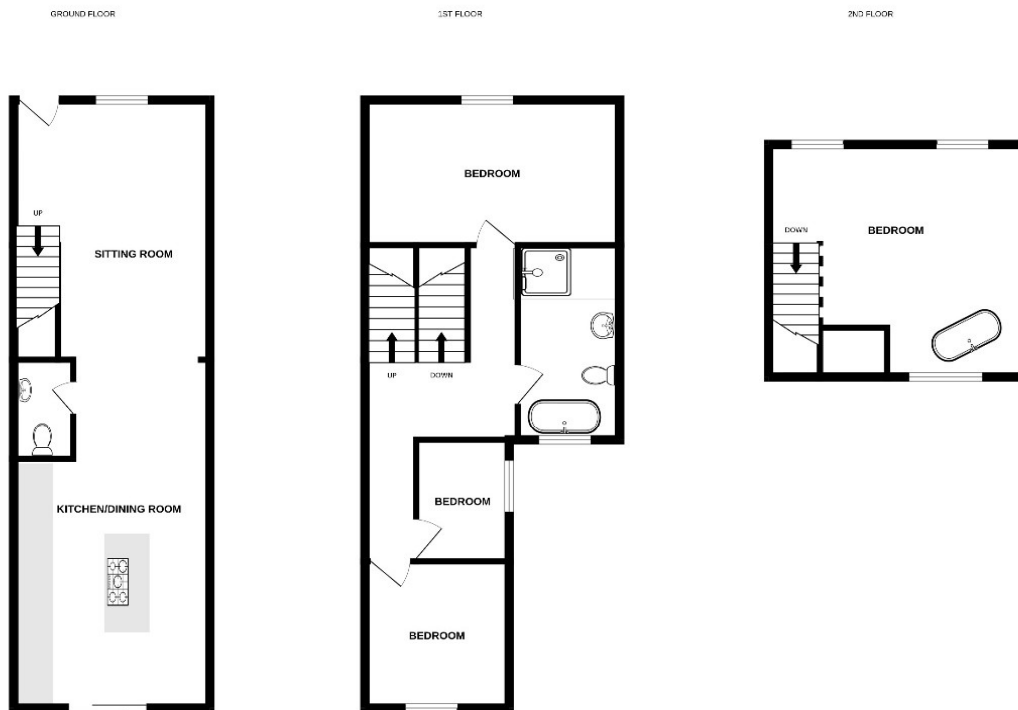 GROUND FLOOR
1ST FLOOR
2ND FLOOR
UP
SITTING ROOM
KITCHEN/DINING ROOM
BEDROOM
UP
DOWN
BEDROOM
BEDROOM
DOWN
BEDROOM